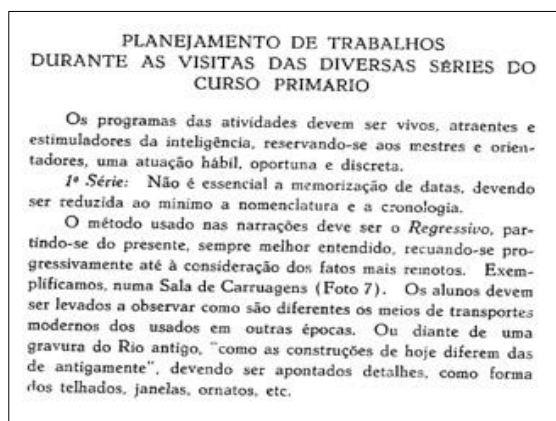 PLANEJAMENTO DE TRABALHOS
DURANTE AS VISITAS DAS DIVERSAS SÉRIES DO
CURSO PRIMARIO
Os programas das atividades devem ser vivos, atraentes e
estimuladores da inteligência, reservando-se aos mestres e orien-
tadores, uma atuação hábil, oportuna e discreta.
1ª Série: Não é essencial a memorização de datas, devendo
ser reduzida ao mínimo a nomenclatura e a cronologia.
O método usado nas narrações deve ser o Regressivo, par-
tindo-se do presente, sempre melhor entendido, recuando-se pro-
gressivamente até à consideração dos fatos mais remotos. Exem-
plificamos, numa Sala de Carruagens (Foto 7). Os alunos devem
ser levados a observar como são diferentes os meios de transportes
modernos dos usados em outras épocas. Ou diante de uma
gravura do Rio antigo, "como as construções de hoje diferem das
de antigamente", devendo ser apontados detalhes, como forma
dos telhados, janelas, ornatos, etc.